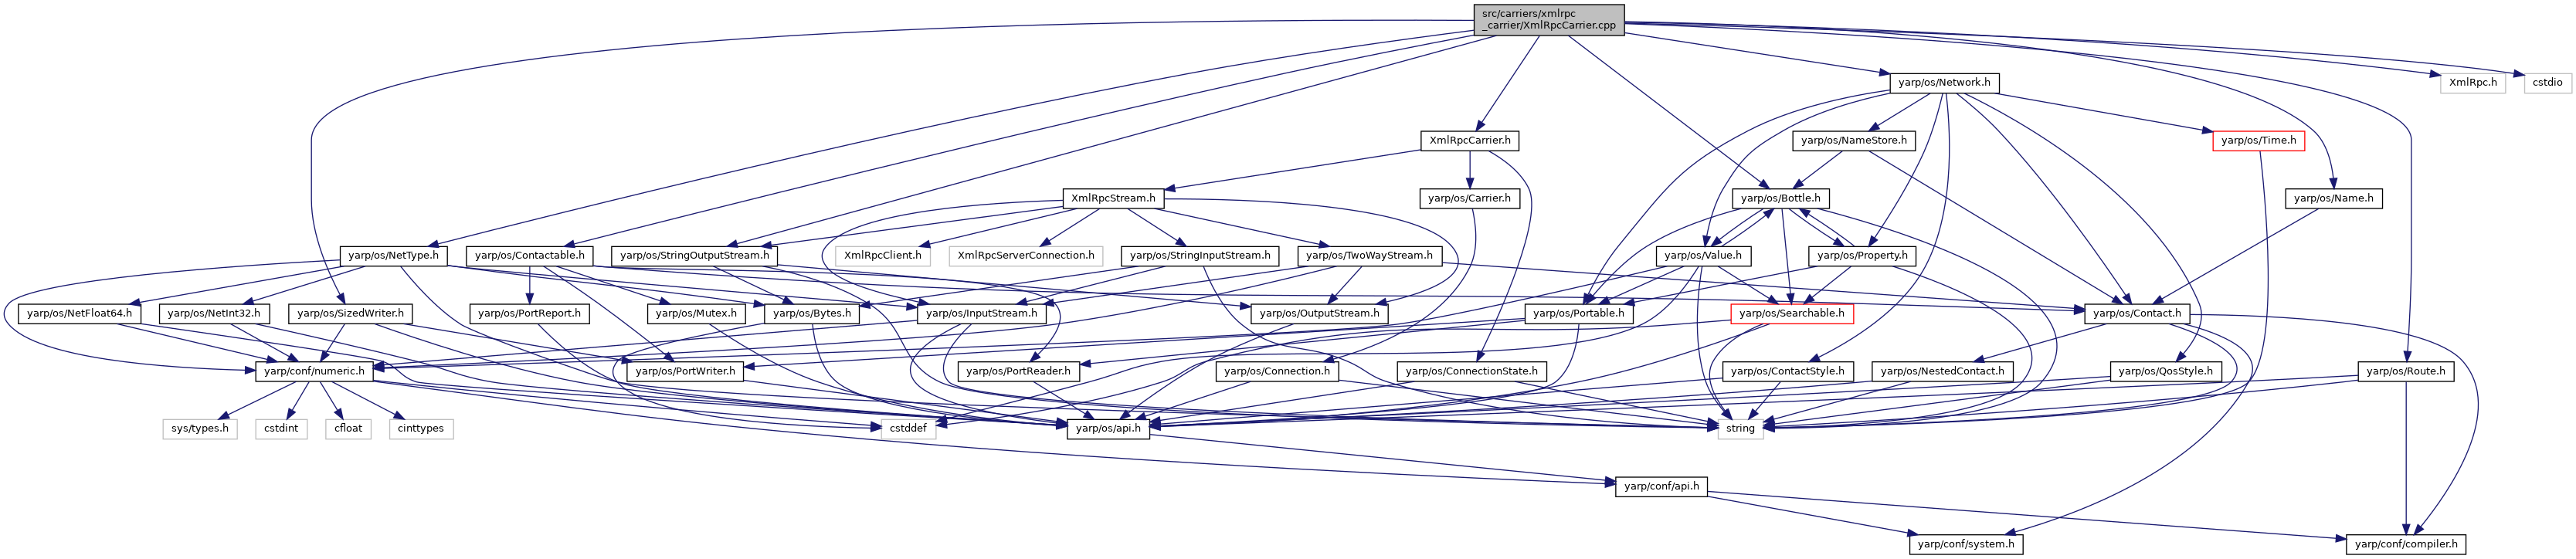 src/carriers/xmlrpc
_carrier/XmlRpcCarrier.cpp
yarp/os/Network.h
XmlRpc.h
cstdio
XmlRpcCarrier.h
yarp/os/NameStore.h
yarp/os/Time.h
XmlRpcStream.h
yarp/os/Carrier.h
yarp/os/Bottle.h
yarp/os/Name.h
yarp/os/NetType.h
yarp/os/Contactable.h
yarp/os/StringOutputStream.h
XmlRpcClient.h
XmlRpcServerConnection.h
yarp/os/StringInputStream.h
yarp/os/TwoWayStream.h
yarp/os/Value.h
yarp/os/Property.h
yarp/os/NetFloat64.h
yarp/os/NetInt32.h
yarp/os/SizedWriter.h
yarp/os/PortReport.h
yarp/os/Mutex.h
yarp/os/Bytes.h
yarp/os/InputStream.h
yarp/os/OutputStream.h
yarp/os/Portable.h
yarp/os/Searchable.h
yarp/os/Contact.h
yarp/conf/numeric.h
yarp/os/PortWriter.h
yarp/os/PortReader.h
yarp/os/Connection.h
yarp/os/ConnectionState.h
yarp/os/ContactStyle.h
yarp/os/NestedContact.h
yarp/os/QosStyle.h
yarp/os/Route.h
sys/types.h
cstdint
cfloat
cinttypes
cstddef
yarp/os/api.h
string
yarp/conf/api.h
yarp/conf/system.h
yarp/conf/compiler.h